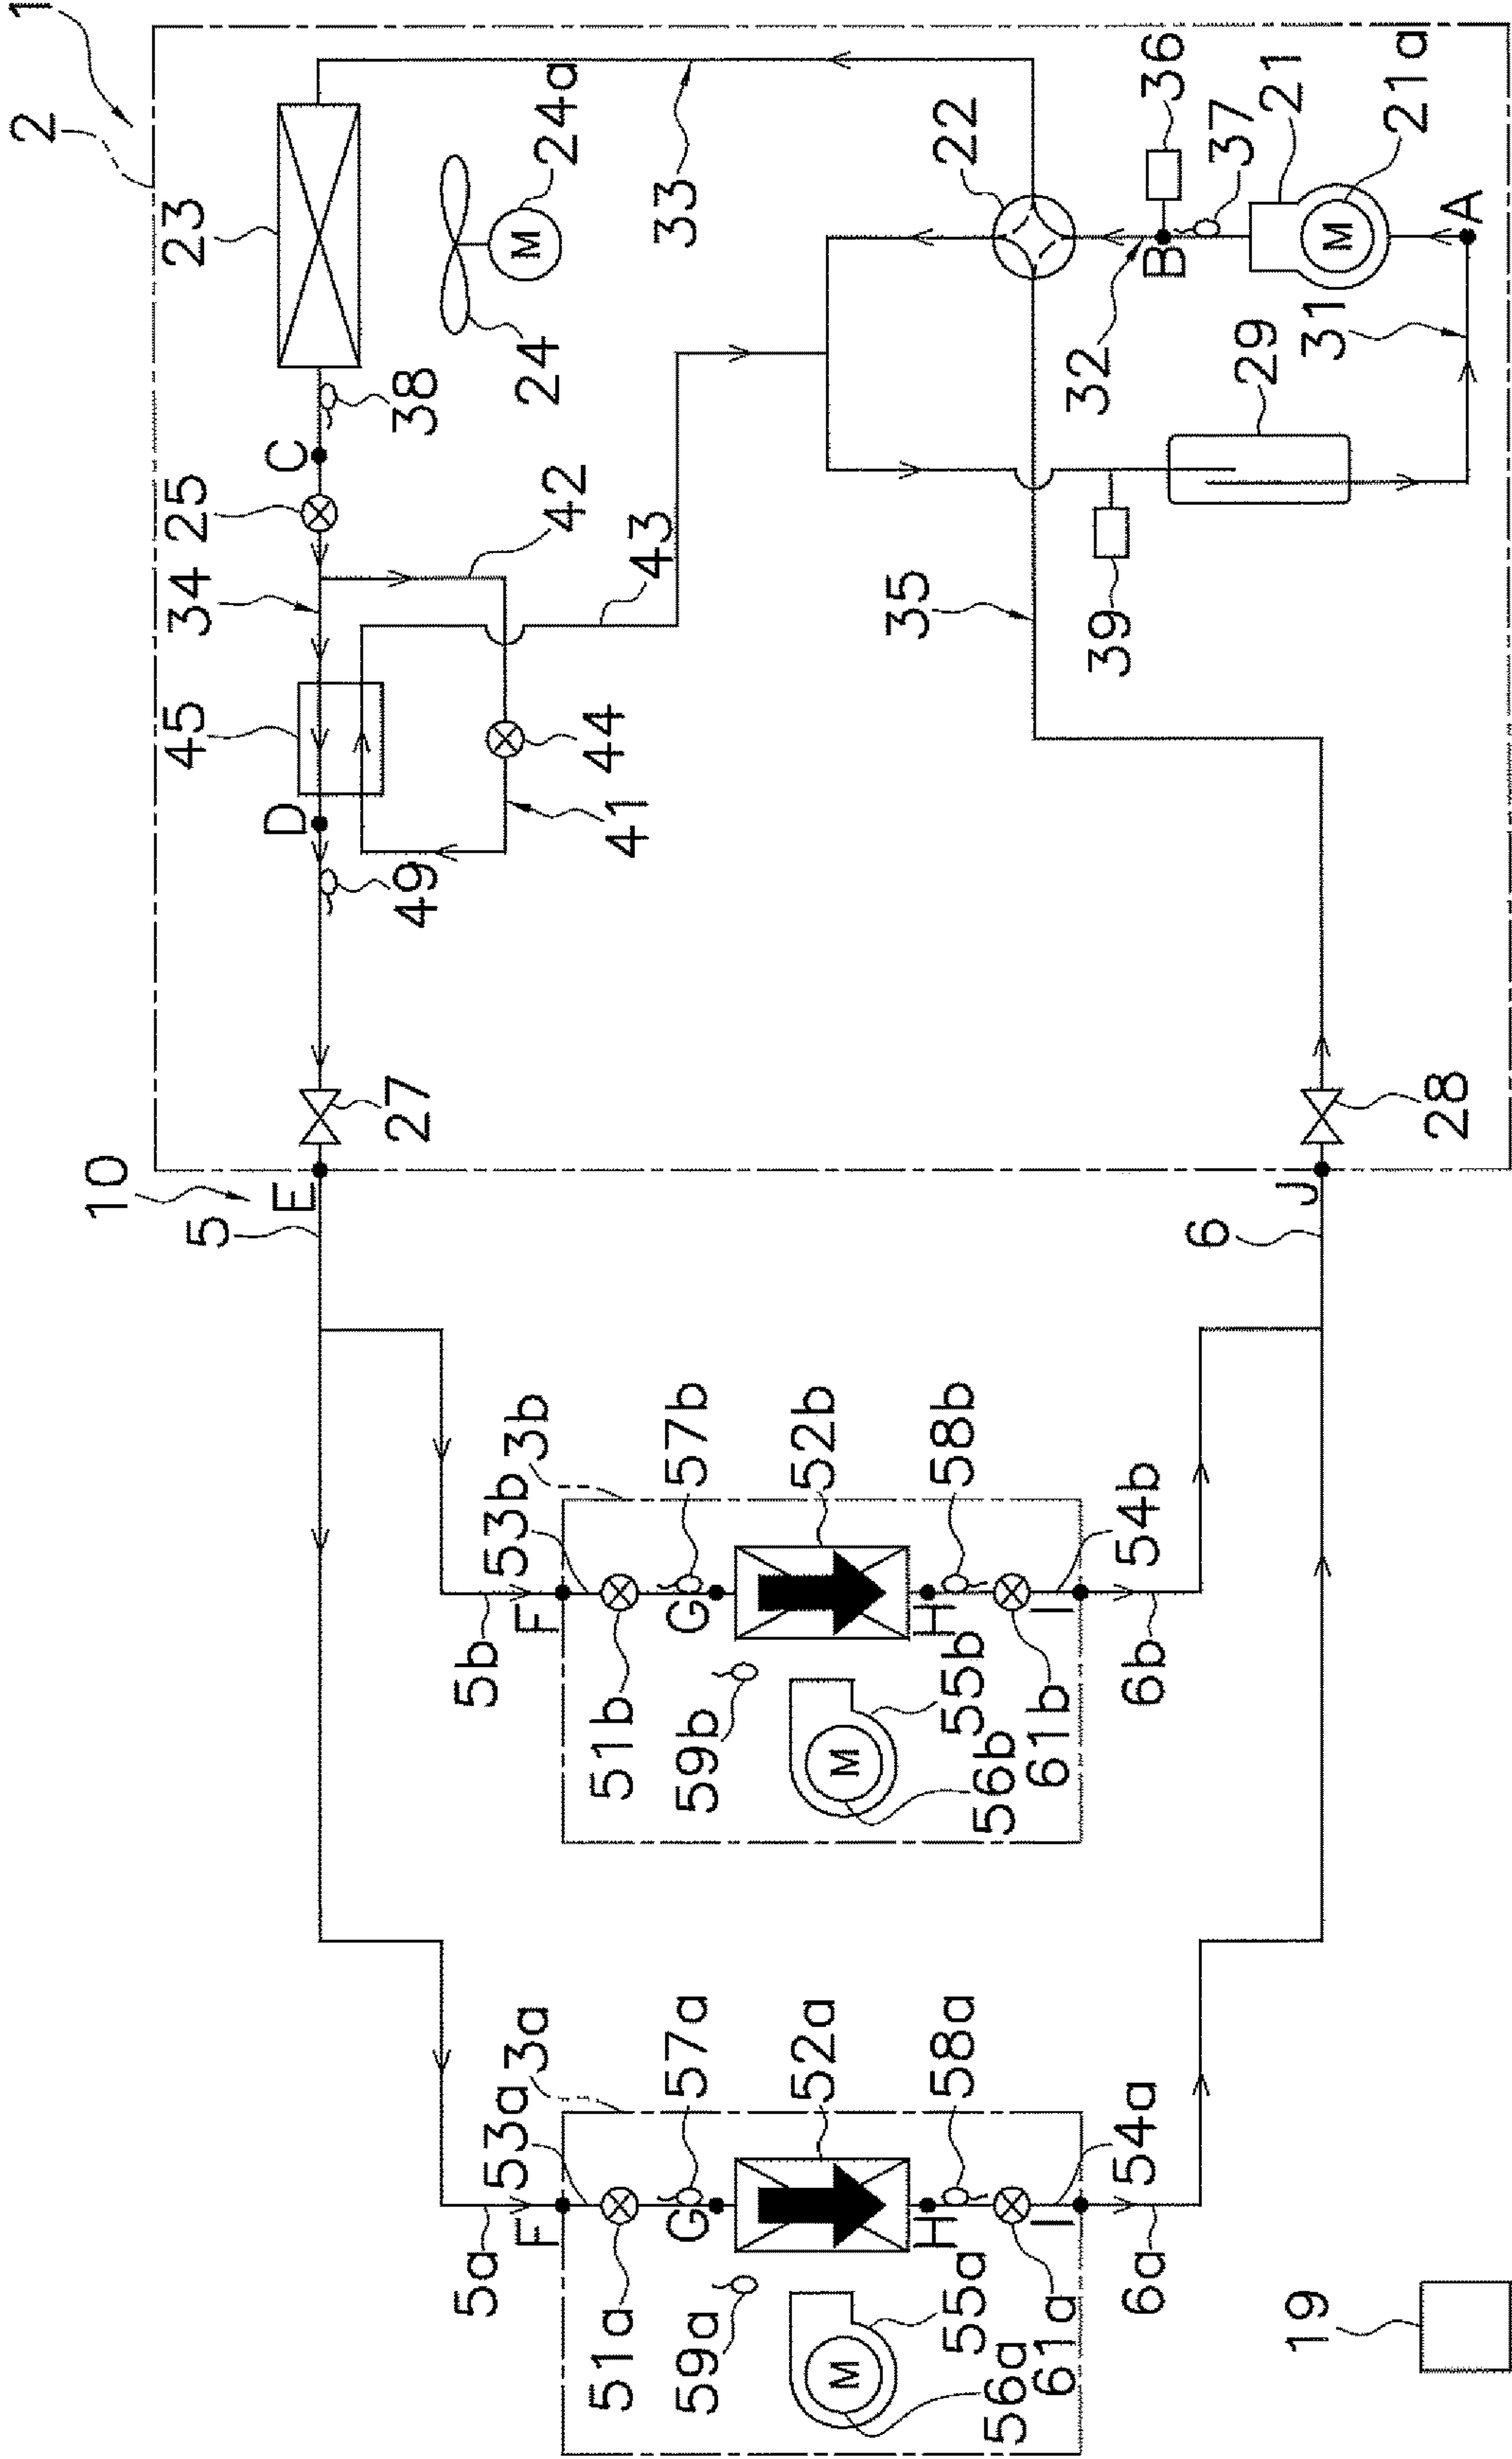 1
2
10
5
E
27
49
D
45
34
25
C
38
23
24
24a
M
33
42
43
44
41
22
35
39
32
B
36
37
21
21a
M
A
31
29
28
J
6
5b
F
53b
3b
51b
G
57b
59b
52b
M
H
58b
55b
56b
61b
I
54b
6b
5a
F
53a
3a
51a
G
57a
59a
52a
M
H
58a
55a
56a
61a
I
54a
6a
19